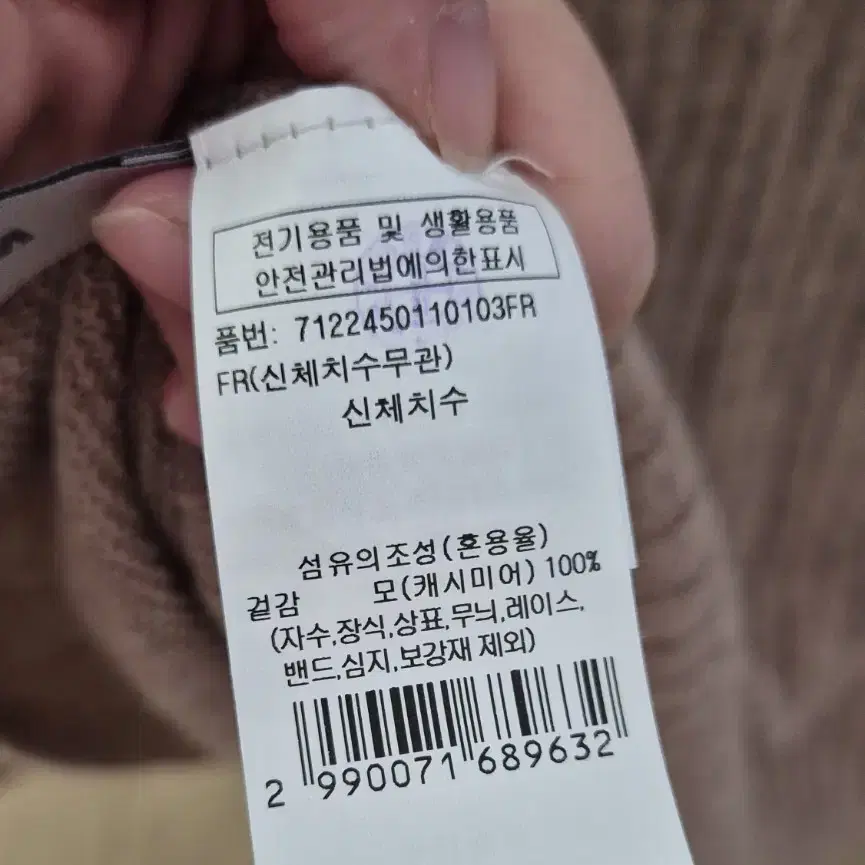 전기용품 및 생활용품
안전관리법에의한표시
품번: 7122450110103FR
FR(신체치수무관)
신체치수
섬유의조성(혼용율)
겉감 모(캐시미어) 100%
(자수,장식,상표,무늬,레이스,
밴드,심지,보강재 제외)
2 990071 689632